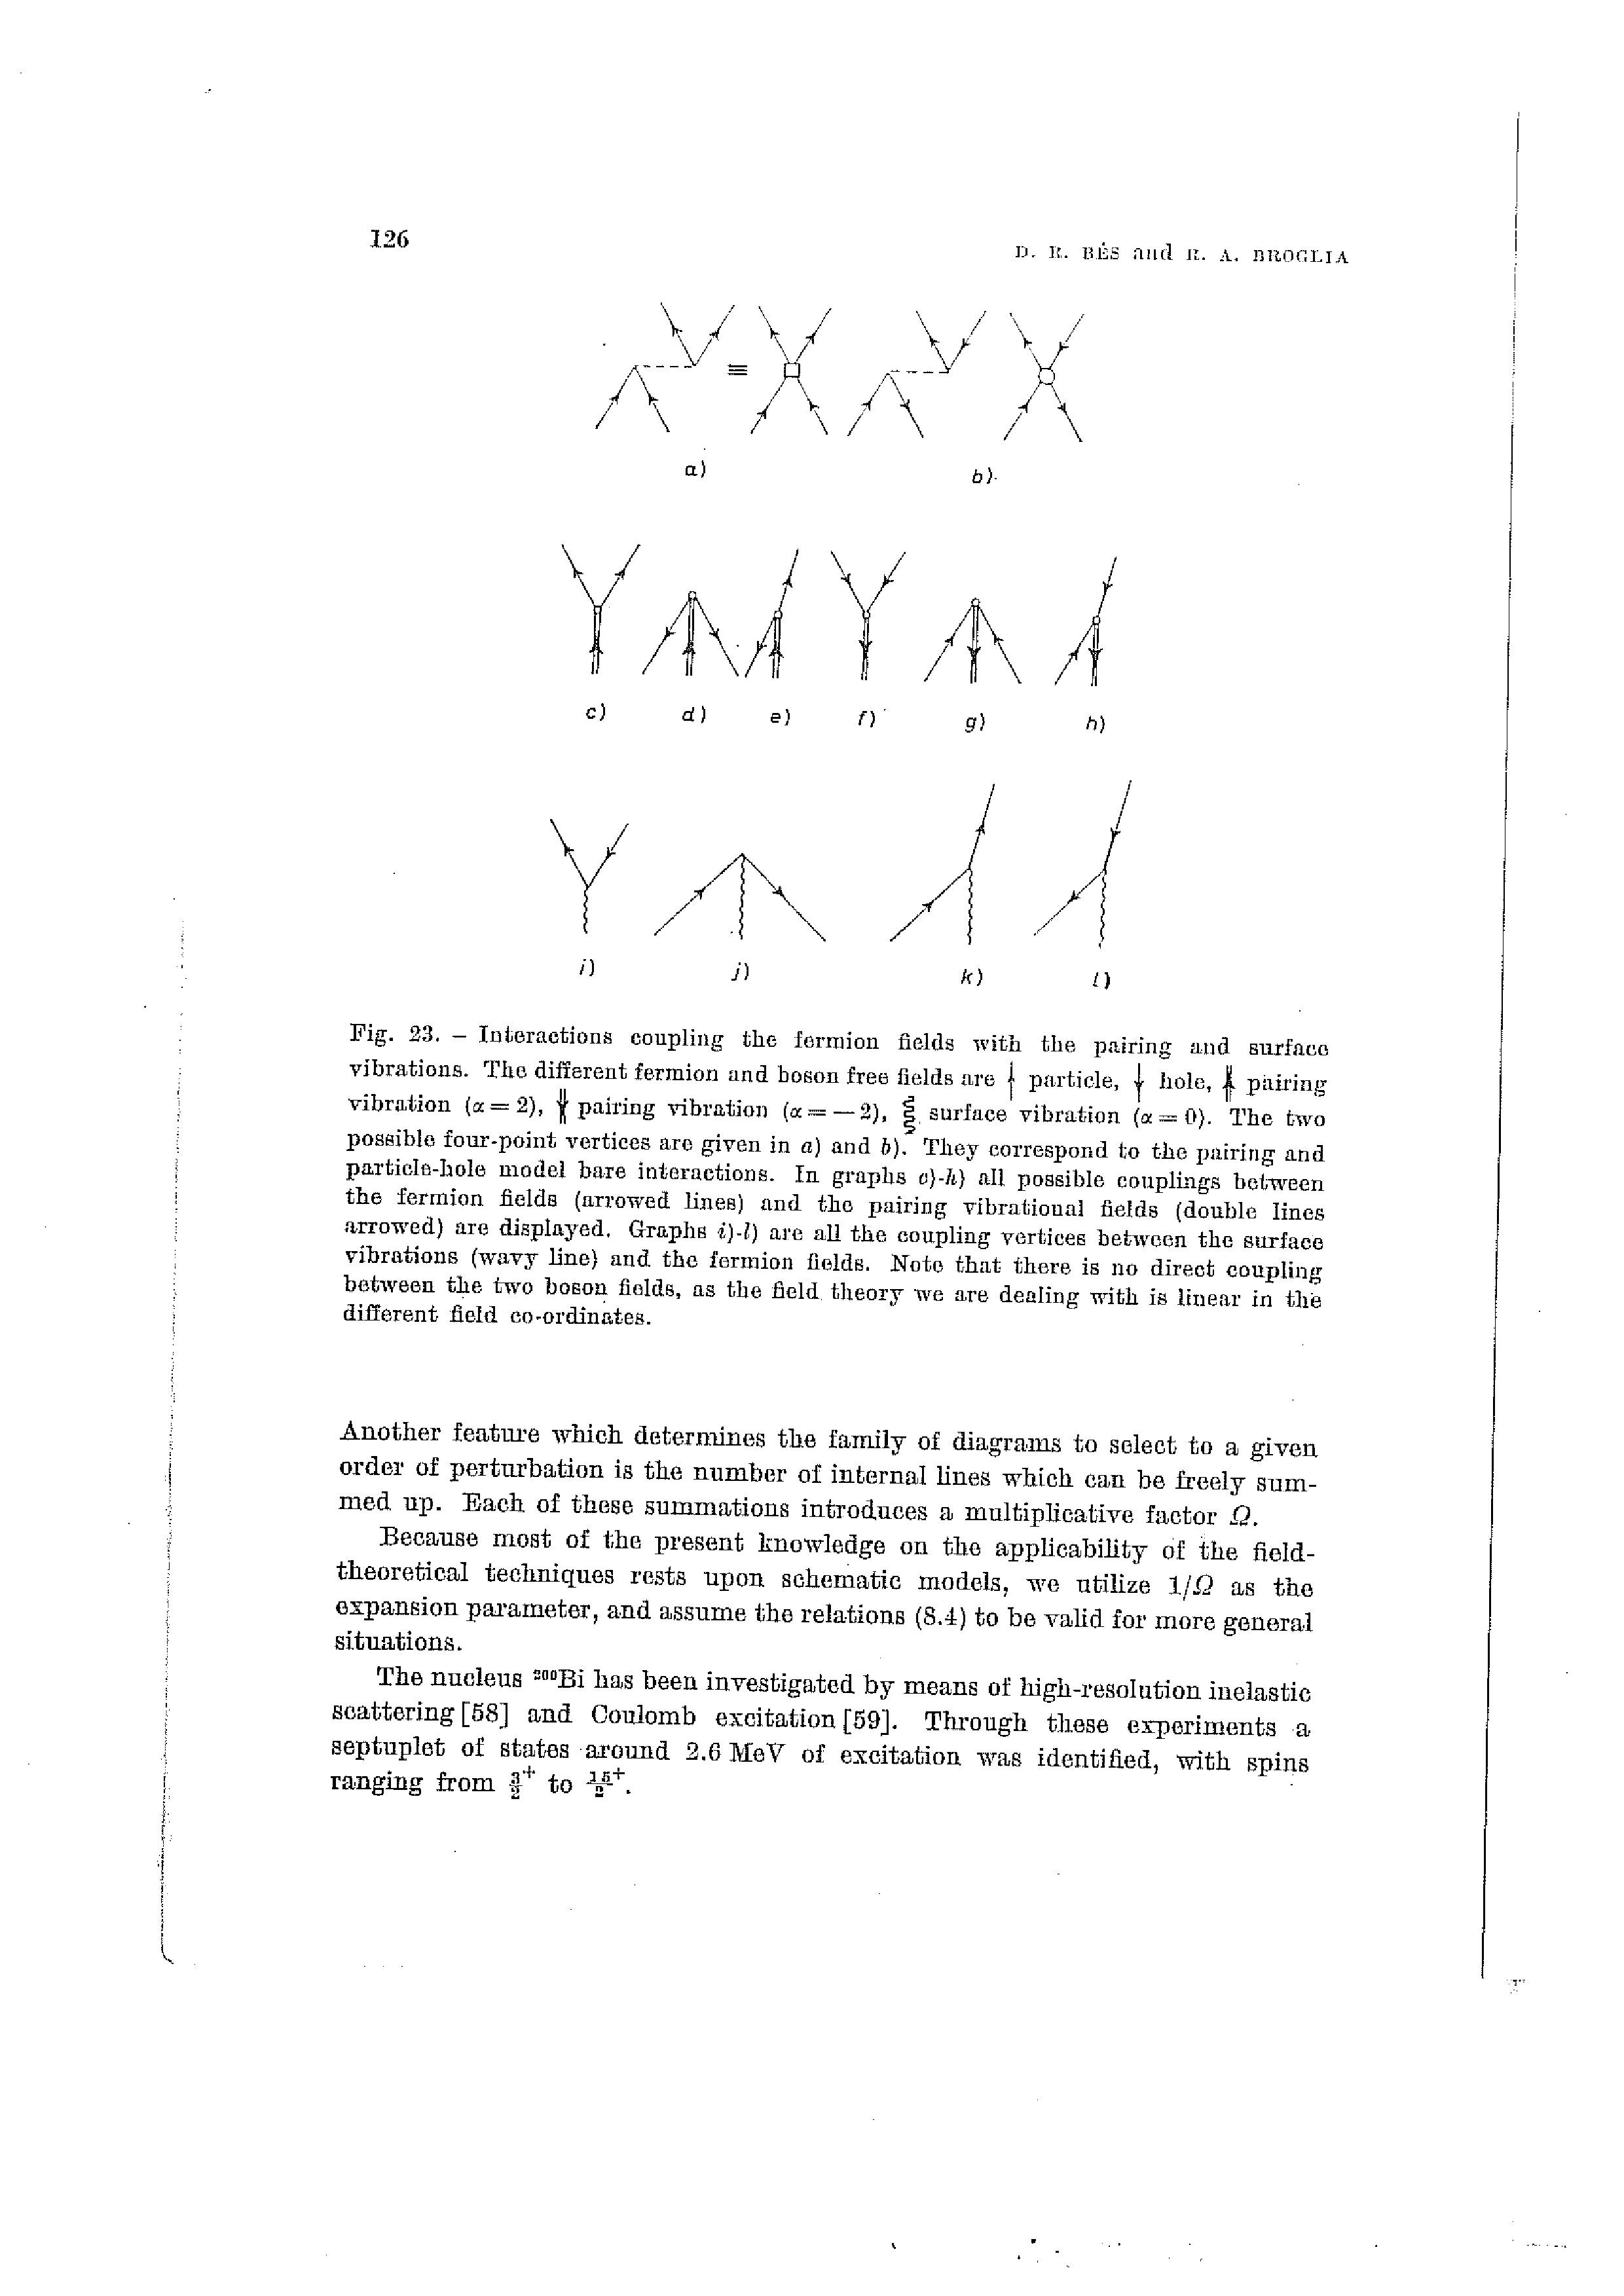 126
D. R. BÈS and R. A. BROGLIA
≡
a)
b)
c) d) e) f) g) h)
i) j) k) l)
Fig. 23. – Interactions coupling the fermion fields with the pairing and surface
vibrations. The different fermion and boson free fields are particle, hole, pairing
vibration (α = 2), pairing vibration (α = — 2), surface vibration (α = 0). The two
possible four-point vertices are given in a) and b). They correspond to the pairing and
particle-hole model bare interactions. In graphs c)-h) all possible couplings between
the fermion fields (arrowed lines) and the pairing vibrational fields (double lines
arrowed) are displayed. Graphs i)-l) are all the coupling vertices between the surface
vibrations (wavy line) and the fermion fields. Note that there is no direct coupling
between the two boson fields, as the field theory we are dealing with is linear in the
different field co-ordinates.
Another feature which determines the family of diagrams to select to a given
order of perturbation is the number of internal lines which can be freely sum-
med up. Each of these summations introduces a multiplicative factor Ω.
Because most of the present knowledge on the applicability of the field-
theoretical techniques rests upon schematic models, we utilize 1/Ω as the
expansion parameter, and assume the relations (8.4) to be valid for more general
situations.
The nucleus ²⁰⁹Bi has been investigated by means of high-resolution inelastic
scattering [58] and Coulomb excitation [59]. Through these experiments a
septuplet of states around 2.6 MeV of excitation was identified, with spins
ranging from 3/2⁺ to 15/2⁺.